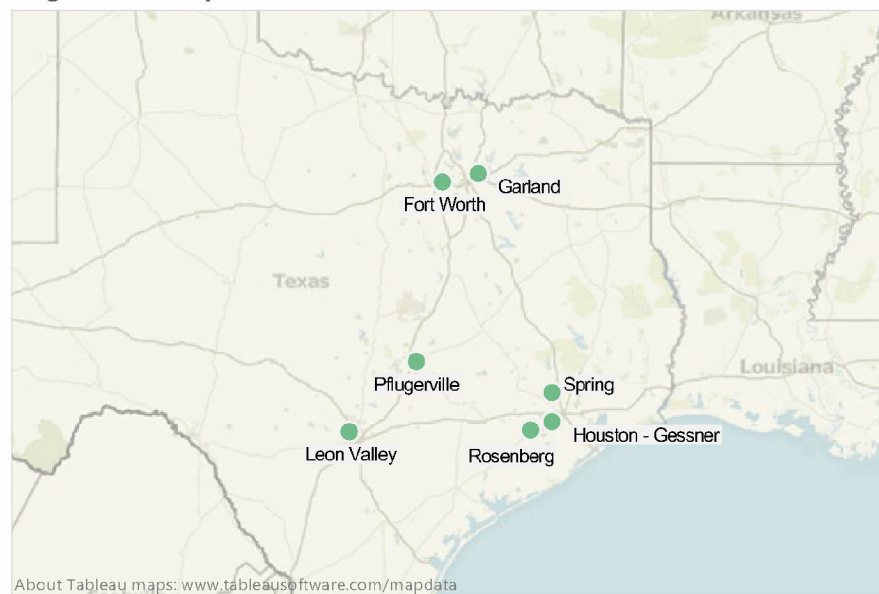 Arkansas
Garland
Fort Worth
Texas
Pflugerville
Louisiana
Spring
Houston - Gessner
Leon Valley
Rosenberg
About Tableau maps: www.tableausoftware.com/mapdata